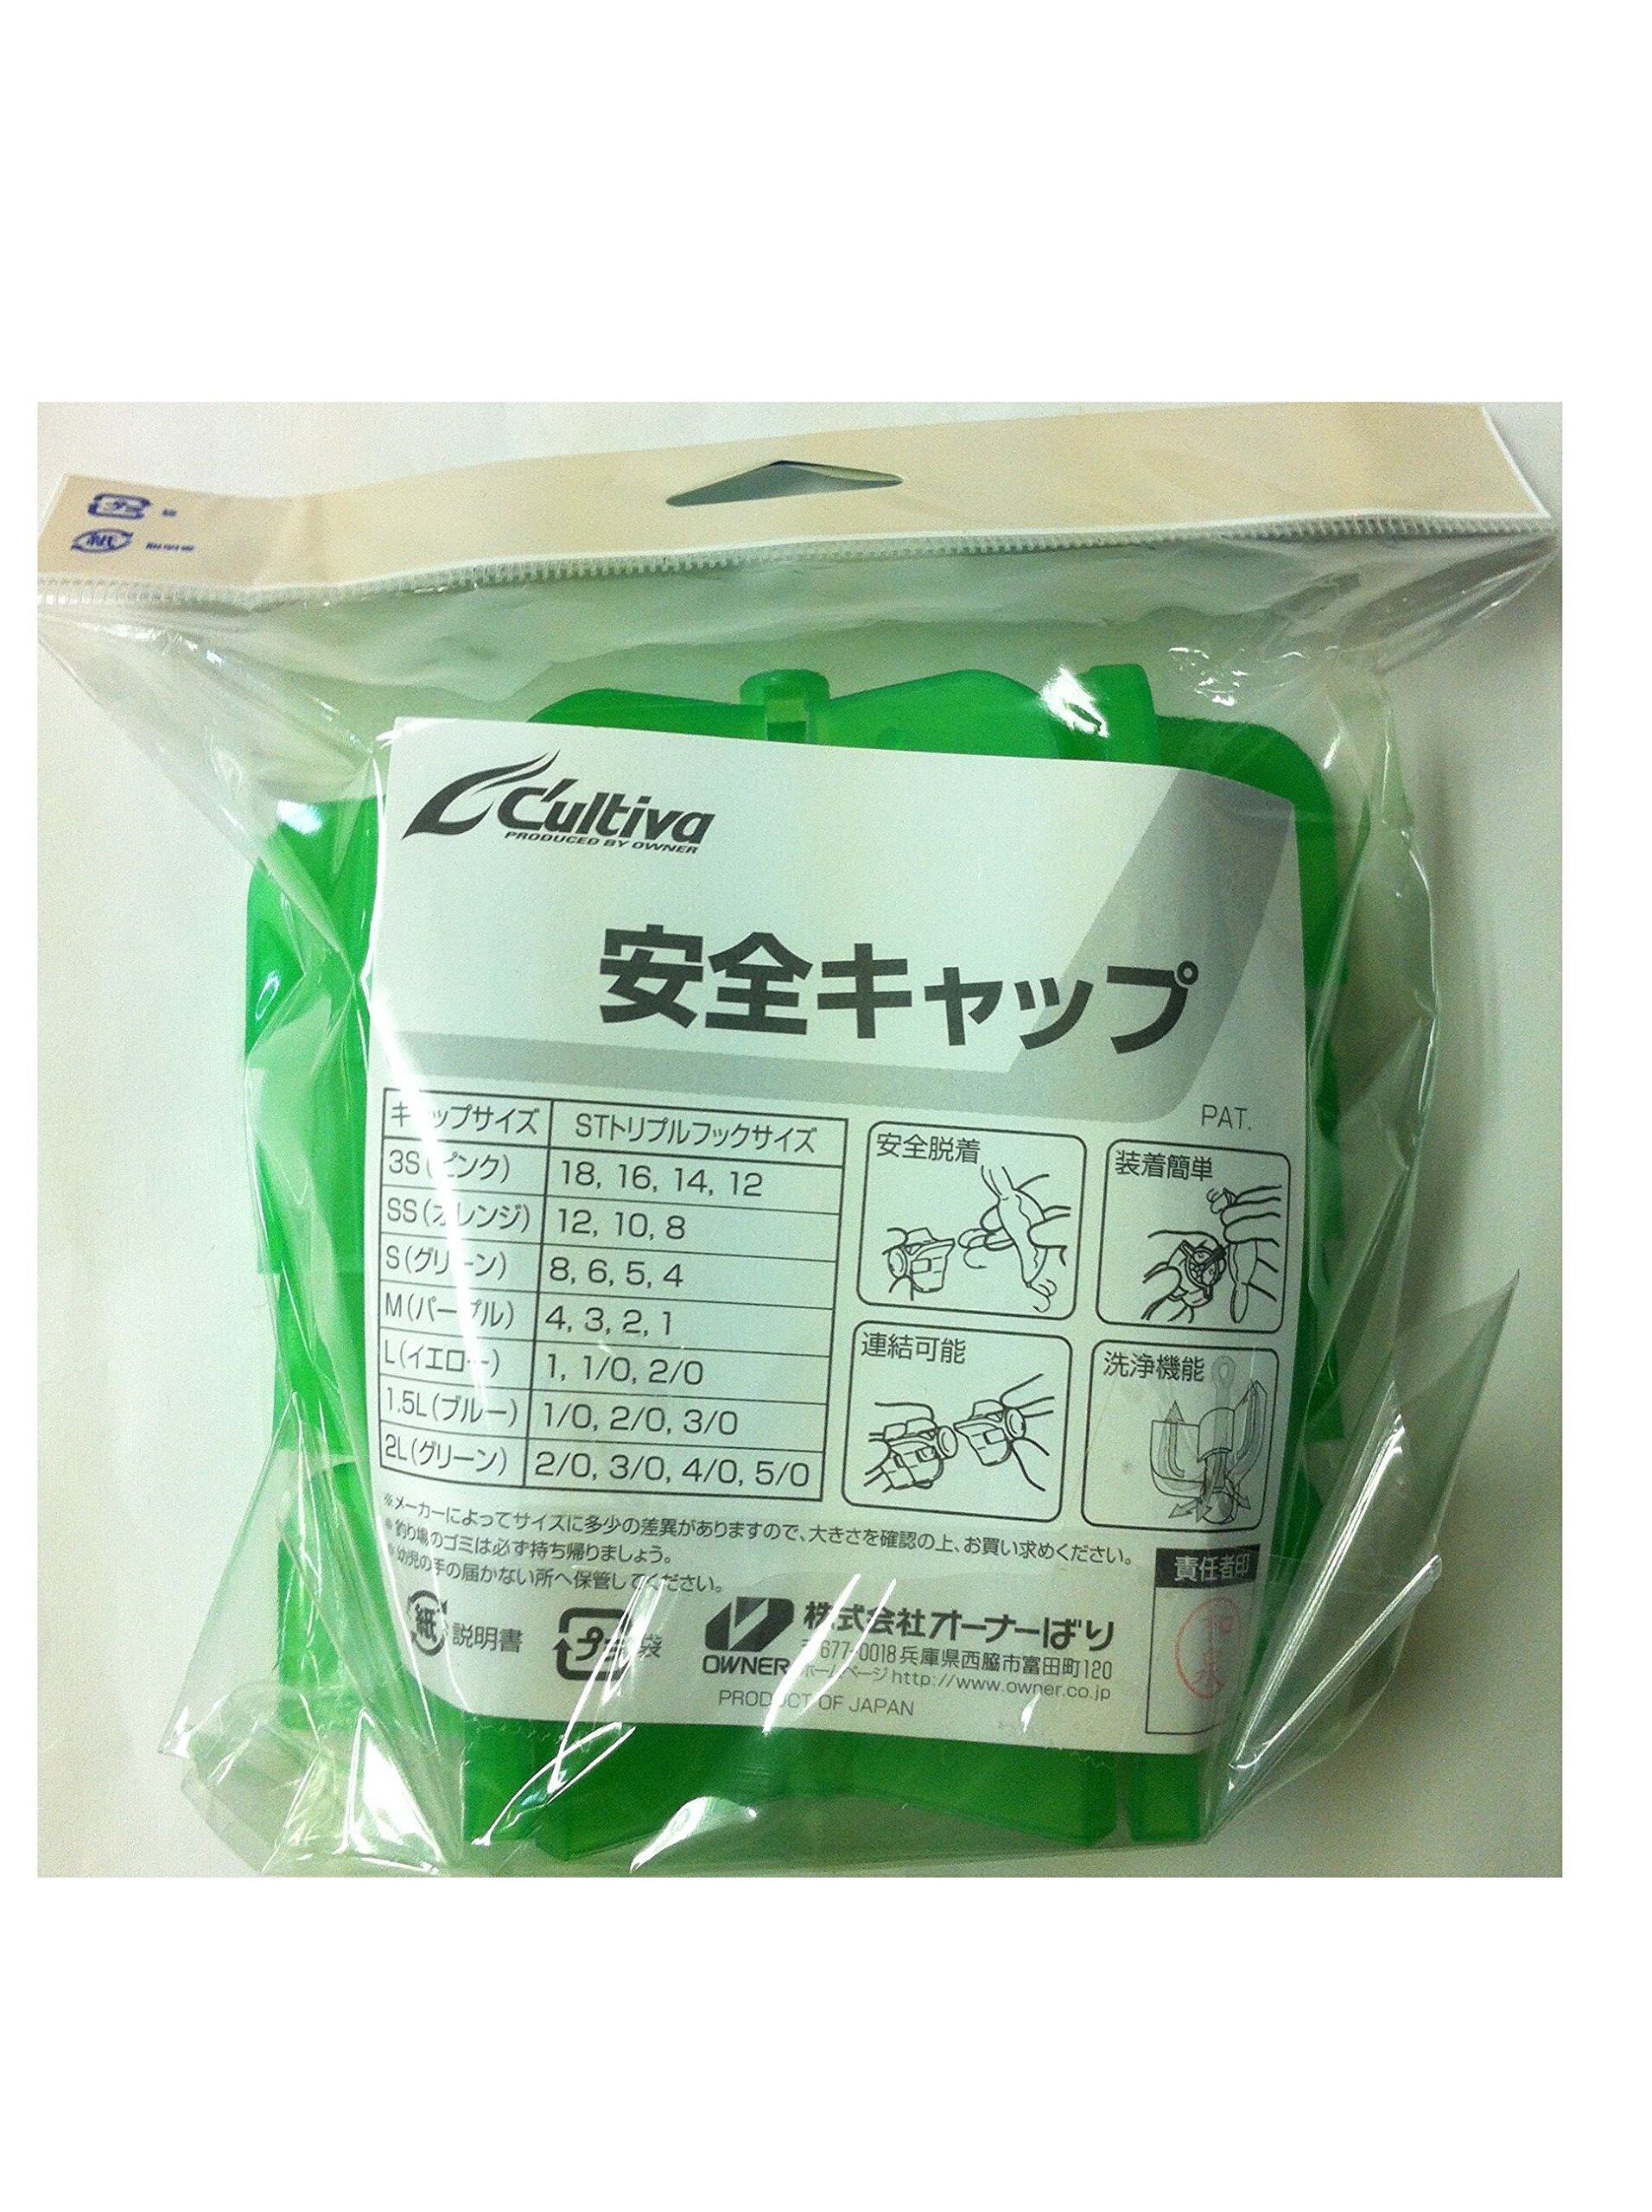 プラ
紙
C'ultiva
PRODUCED BY OWNER
安全キャップ
PAT.
キャップサイズ STトリプルフックサイズ
3S(ピンク) 18, 16, 14, 12
SS(オレンジ) 12, 10, 8
S(グリーン) 8, 6, 5, 4
M(パープル) 4, 3, 2, 1
L(イエロー) 1, 1/0, 2/0
1.5L(ブルー) 1/0, 2/0, 3/0
2L(グリーン) 2/0, 3/0, 4/0, 5/0
安全脱着
装着簡単
連結可能
洗浄機能
※メーカーによってサイズに多少の差異がありますので、大きさを確認の上、お買い求めください。
※釣り場のゴミは必ず持ち帰りましょう。
※幼児の手の届かない所へ保管してください。
責任者印
紙 説明書
プラ 袋
OWNER
株式会社オーナーばり
〒677-0018 兵庫県西脇市富田町120
ホームページ http://www.owner.co.jp
PRODUCT OF JAPAN